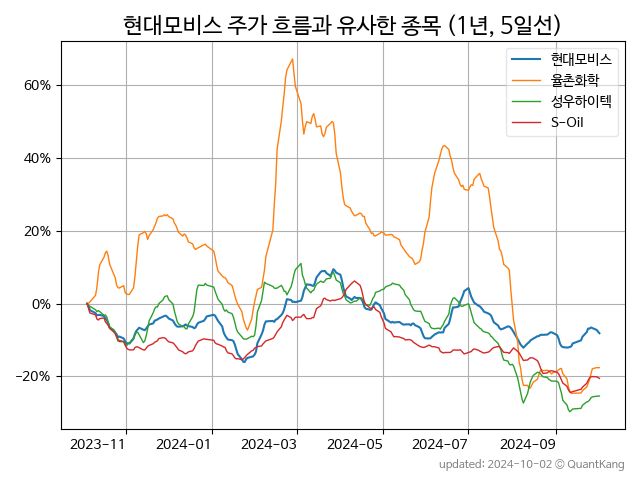 현대모비스 주가 흐름과 유사한 종목 (1년, 5일선)
현대모비스
율촌화학
성우하이텍
S-Oil
60%
40%
20%
0%
−20%
2023-11 2024-01 2024-03 2024-05 2024-07 2024-09
updated: 2024-10-02 © QuantKang